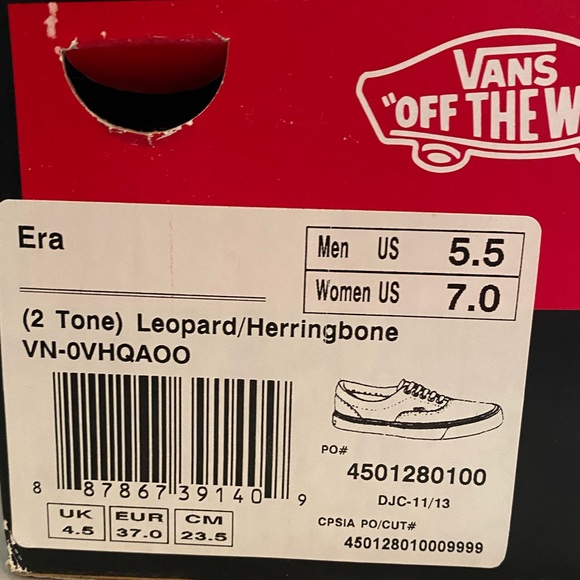 VANS
"OFF THE W
Era
Men US 5.5
Women US 7.0
(2 Tone) Leopard/Herringbone
VN-0VHQAOO
PO#
4501280100
DJC-11/13
8 87867 39140 9
CPSIA PO/CUT#
450128010009999
UK EUR CM
4.5 37.0 23.5